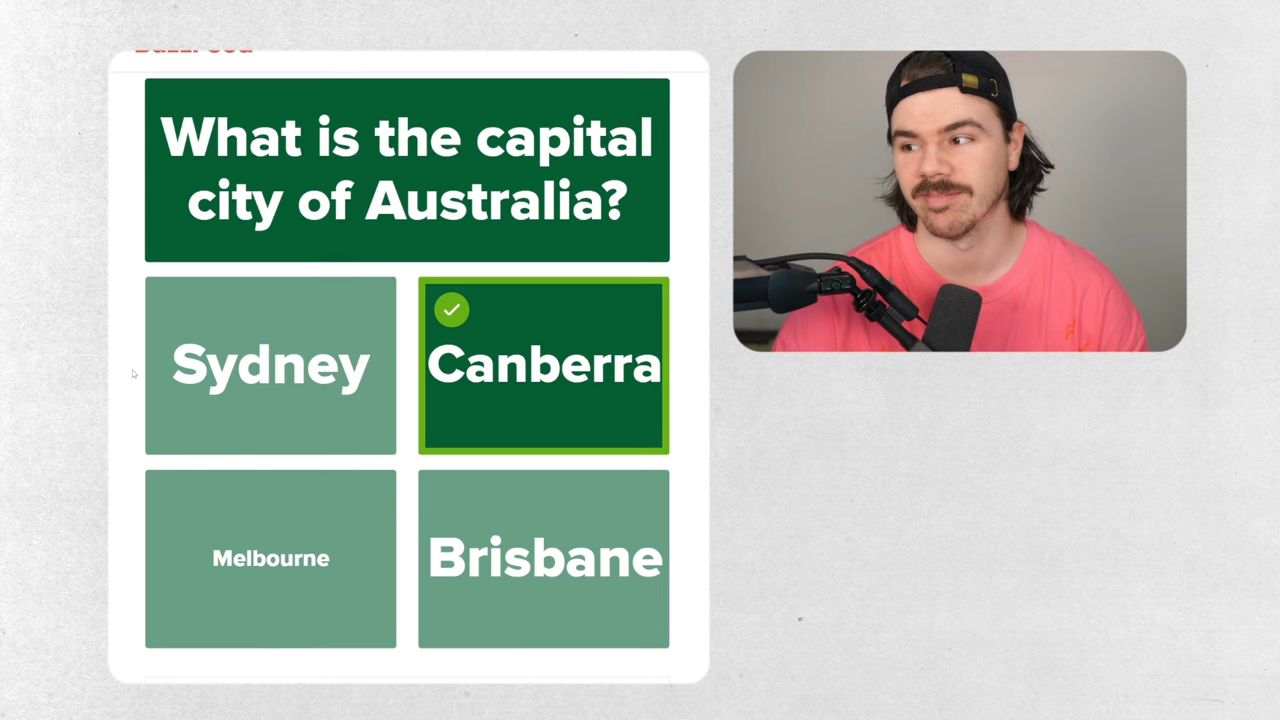 What is the capital
city of Australia?
Sydney
Canberra
Melbourne
Brisbane